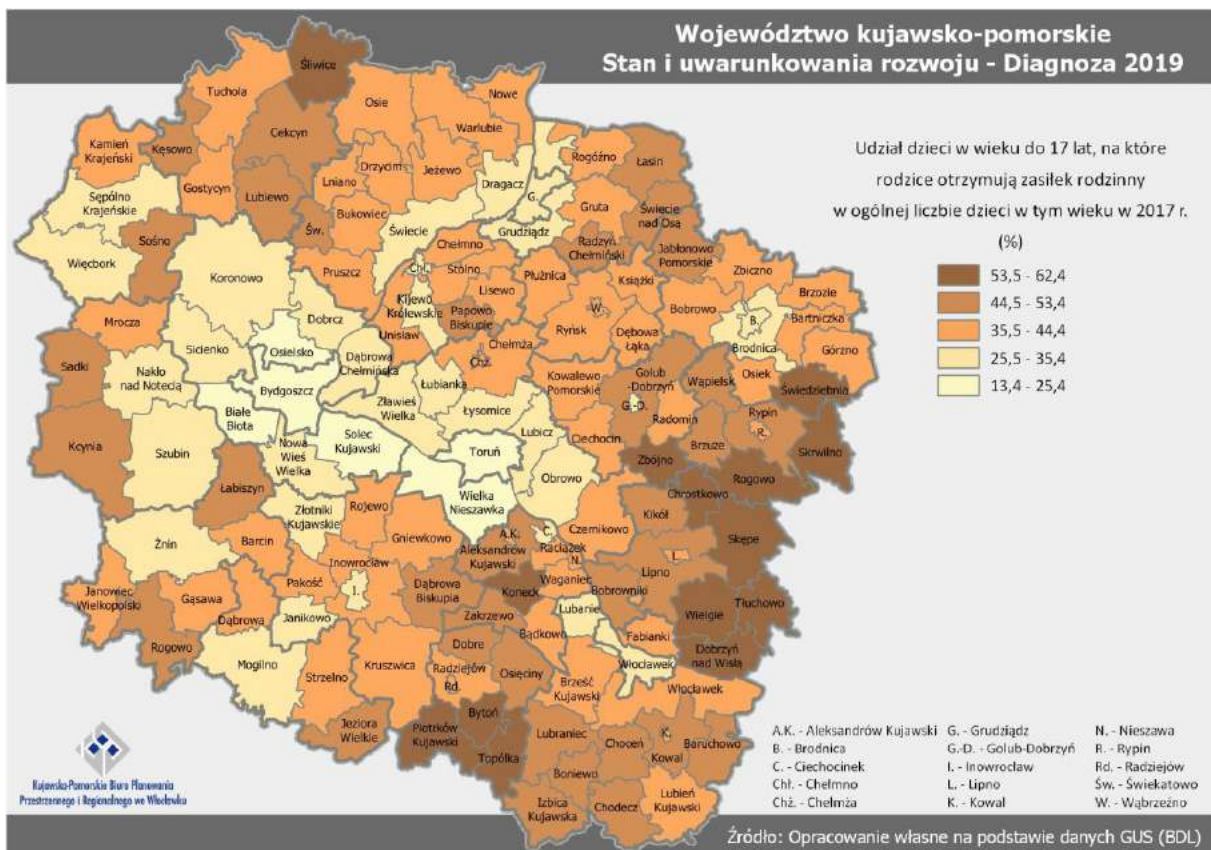 Województwo kujawsko-pomorskie
Stan i uwarunkowania rozwoju - Diagnoza 2019
Udział dzieci w wieku do 17 lat, na które
rodzice otrzymują zasiłek rodzinny
w ogólnej liczbie dzieci w tym wieku w 2017 r.
(%)
53,5 - 62,4
44,5 - 53,4
35,5 - 44,4
25,5 - 35,4
13,4 - 25,4
Śliwice
Tuchola
Osie
Nowe
Warlubie
Cekcyn
Kamień
Krajeński
Kęsowo
Drzycim
Jeżewo
Rogóźno
Łasin
Gostycyn
Lubiewo
Lniano
Dragacz
G.
Sępólno
Krajeńskie
Bukowiec
Gruta
Świecie
nad Osą
Św.
Świecie
Grudziądz
Sośno
Radzyń
Chełmiński
Jabłonowo
Pomorskie
Więcbork
Koronowo
Pruszcz
Chełmno
Chł.
Stolno
Płużnica
Książki
Zbiczno
Brzozie
Kijewo
Królewskie
Lisewo
Bobrowo
Bartniczka
Mrocza
Dobrcz
Unisław
Papowo
Biskupie
W.
Ryńsk
B.
Brodnica
Sicienko
Osielsko
Dąbrowa
Chełmińska
Chełmża
Chż.
Dębowa
Łąka
Górzno
Sadki
Nakło
nad Notecią
Łubianka
Kowalewo
Pomorskie
Golub
-Dobrzyń
Wąpielsk
Osiek
Świedziebnia
Bydgoszcz
Zławieś
Wielka
Łysomice
G.-D.
Radomin
Rypin
R.
Białe
Błota
Kcynia
Szubin
Solec
Kujawski
Lubicz
Ciechocin
Brzuze
Skrwilno
Nowa
Wieś
Wielka
Toruń
Zbójno
Rogowo
Łabiszyn
Wielka
Nieszawka
Obrowo
Chrostkowo
Złotniki
Kujawskie
Rojewo
Czernikowo
Kikół
Skępe
Żnin
Barcin
Gniewkowo
A.K.
C.
Raciążek
Aleksandrów
Kujawski
N.
L.
Inowrocław
Lipno
Janowiec
Wielkopolski
Gąsawa
Pakość
I.
Dąbrowa
Biskupia
Koneck
Waganiec
Bobrowniki
Tłuchowo
Dąbrowa
Janikowo
Zakrzewo
Lubanie
Wielgie
Rogowo
Bądkowo
Fabianki
Mogilno
Dobre
Dobrzyń
nad Wisłą
Strzelno
Kruszwica
Radziejów
Rd.
Osięciny
Włocławek
Brześć
Kujawski
Włocławek
Jeziora
Wielkie
Piotrków
Kujawski
Bytoń
Lubraniec
Choceń
K.
Kowal
Baruchowo
Topólka
Boniewo
Izbica
Kujawska
Chodecz
Lubień
Kujawski
A.K. - Aleksandrów Kujawski
B. - Brodnica
C. - Ciechocinek
Chł. - Chełmno
Chż. - Chełmża
G. - Grudziądz
G.-D. - Golub-Dobrzyń
I. - Inowrocław
L. - Lipno
K. - Kowal
N. - Nieszawa
R. - Rypin
Rd. - Radziejów
Św. - Świekatowo
W. - Wąbrzeźno
Kujawsko-Pomorskie Biuro Planowania
Przestrzennego i Regionalnego we Włocławku
Źródło: Opracowanie własne na podstawie danych GUS (BDL)